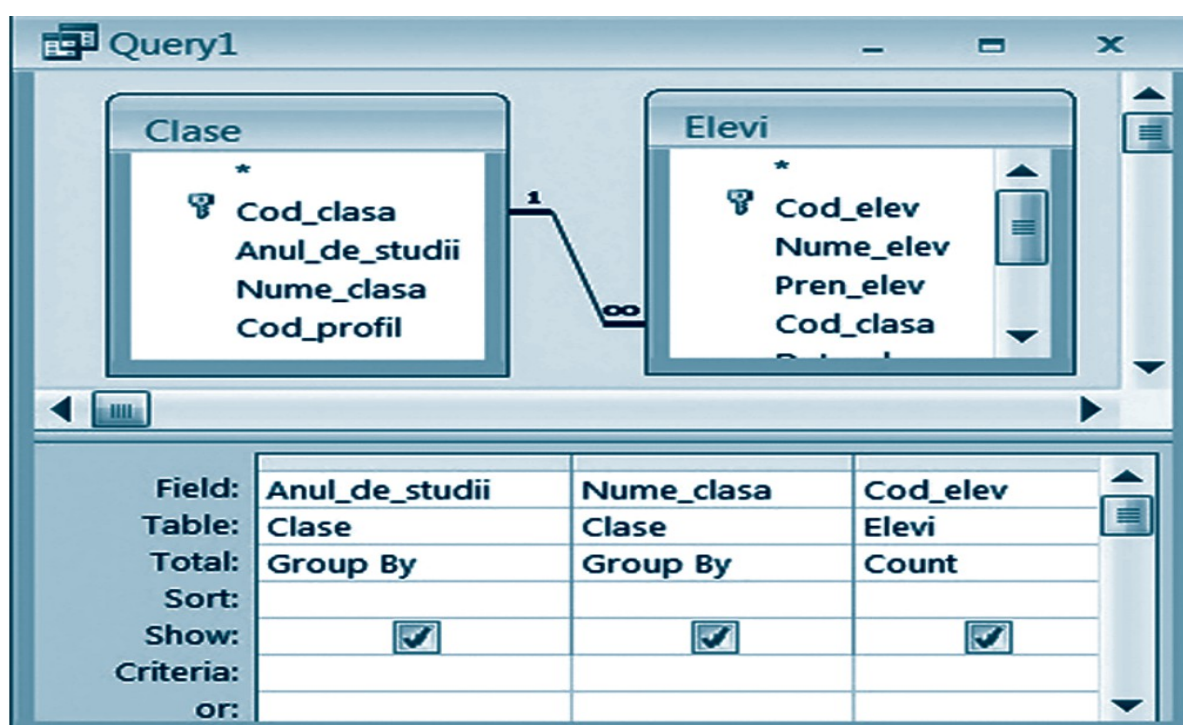 Query1
Clase
*
Cod_clasa
Anul_de_studii
Nume_clasa
Cod_profil
1
∞
Elevi
*
Cod_elev
Nume_elev
Pren_elev
Cod_clasa
Field: Anul_de_studii Nume_clasa Cod_elev
Table: Clase Clase Elevi
Total: Group By Group By Count
Sort:
Show:
Criteria:
or: